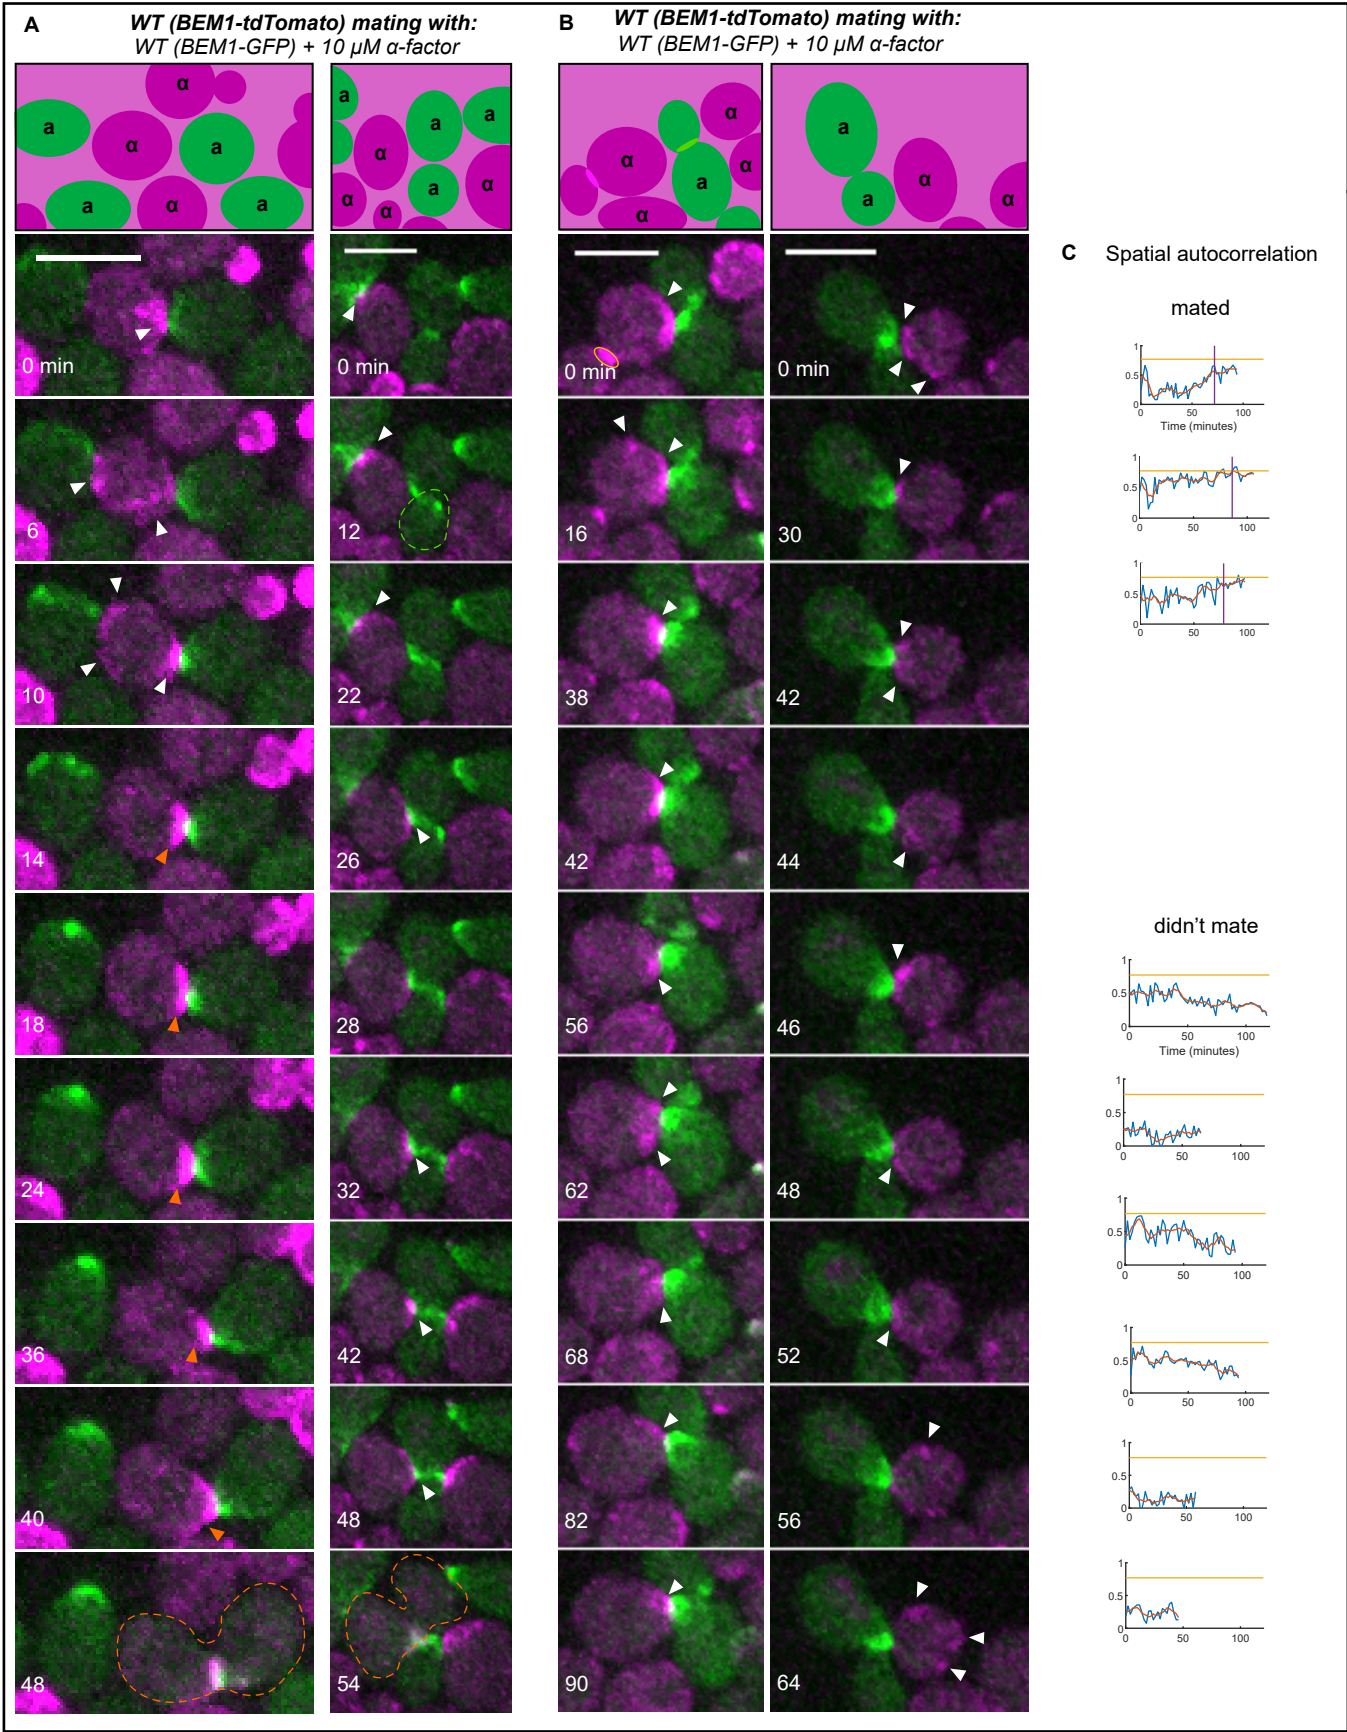 A
WT (BEM1-tdTomato) mating with:
WT (BEM1-GFP) + 10 µM α-factor
B
WT (BEM1-tdTomato) mating with:
WT (BEM1-GFP) + 10 µM α-factor
α
a
α
a
a
α
a
a
a
a
α
a
α
α
α
α
α
α
a
α
a
α
a
α
0 min
0 min
0 min
0 min
6
12
16
30
10
22
38
42
14
26
42
44
18
28
56
46
24
32
62
48
36
42
68
52
40
48
82
56
48
54
90
64
C Spatial autocorrelation
mated
1
0.5
0
0 50 100
Time (minutes)
1
0.5
0
0 50 100
1
0.5
0
0 50 100
didn't mate
1
0.5
0
0 50 100
Time (minutes)
1
0.5
0
0 50 100
1
0.5
0
0 50 100
1
0.5
0
0 50 100
1
0.5
0
0 50 100
1
0.5
0
0 50 100